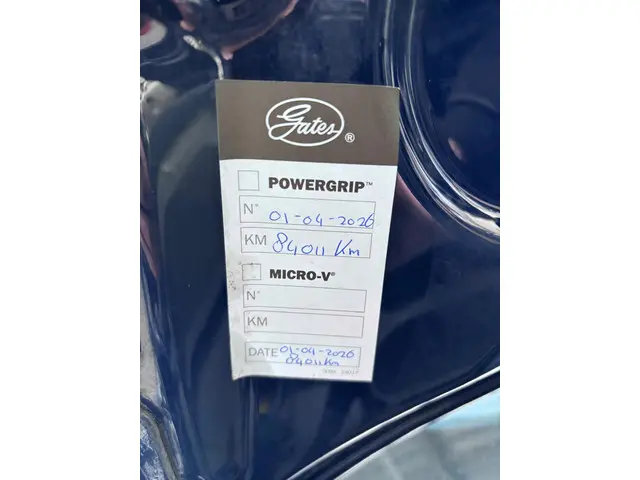 Gates®
POWERGRIP™
N° 01-04-2026
KM 84011 Km
MICRO-V®
N°
KM
DATE 01-04-2026
84011 Km